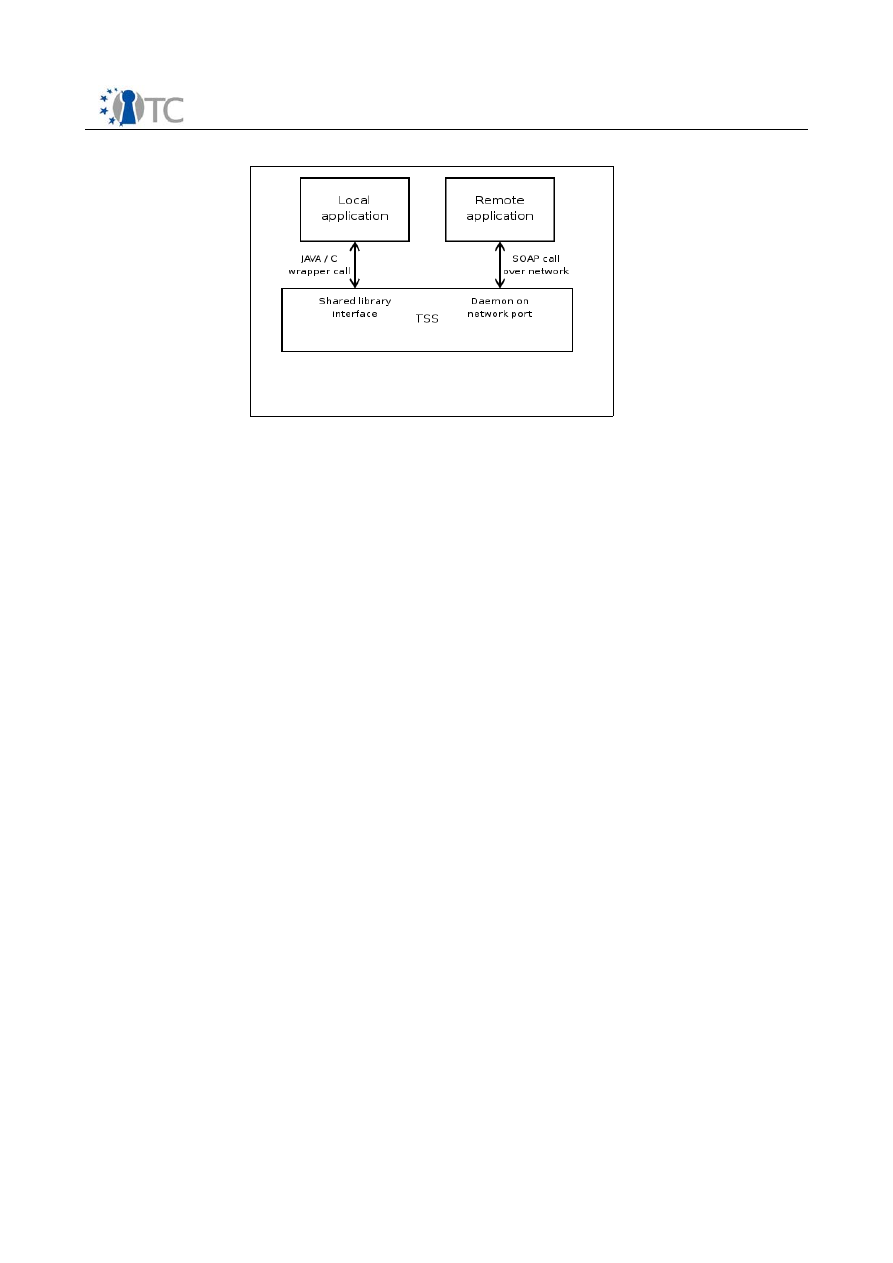 TC
Local
application
Remote
application
JAVA / C
wrapper call
SOAP call
over network
Shared library
interface
Daemon on
network port
TSS